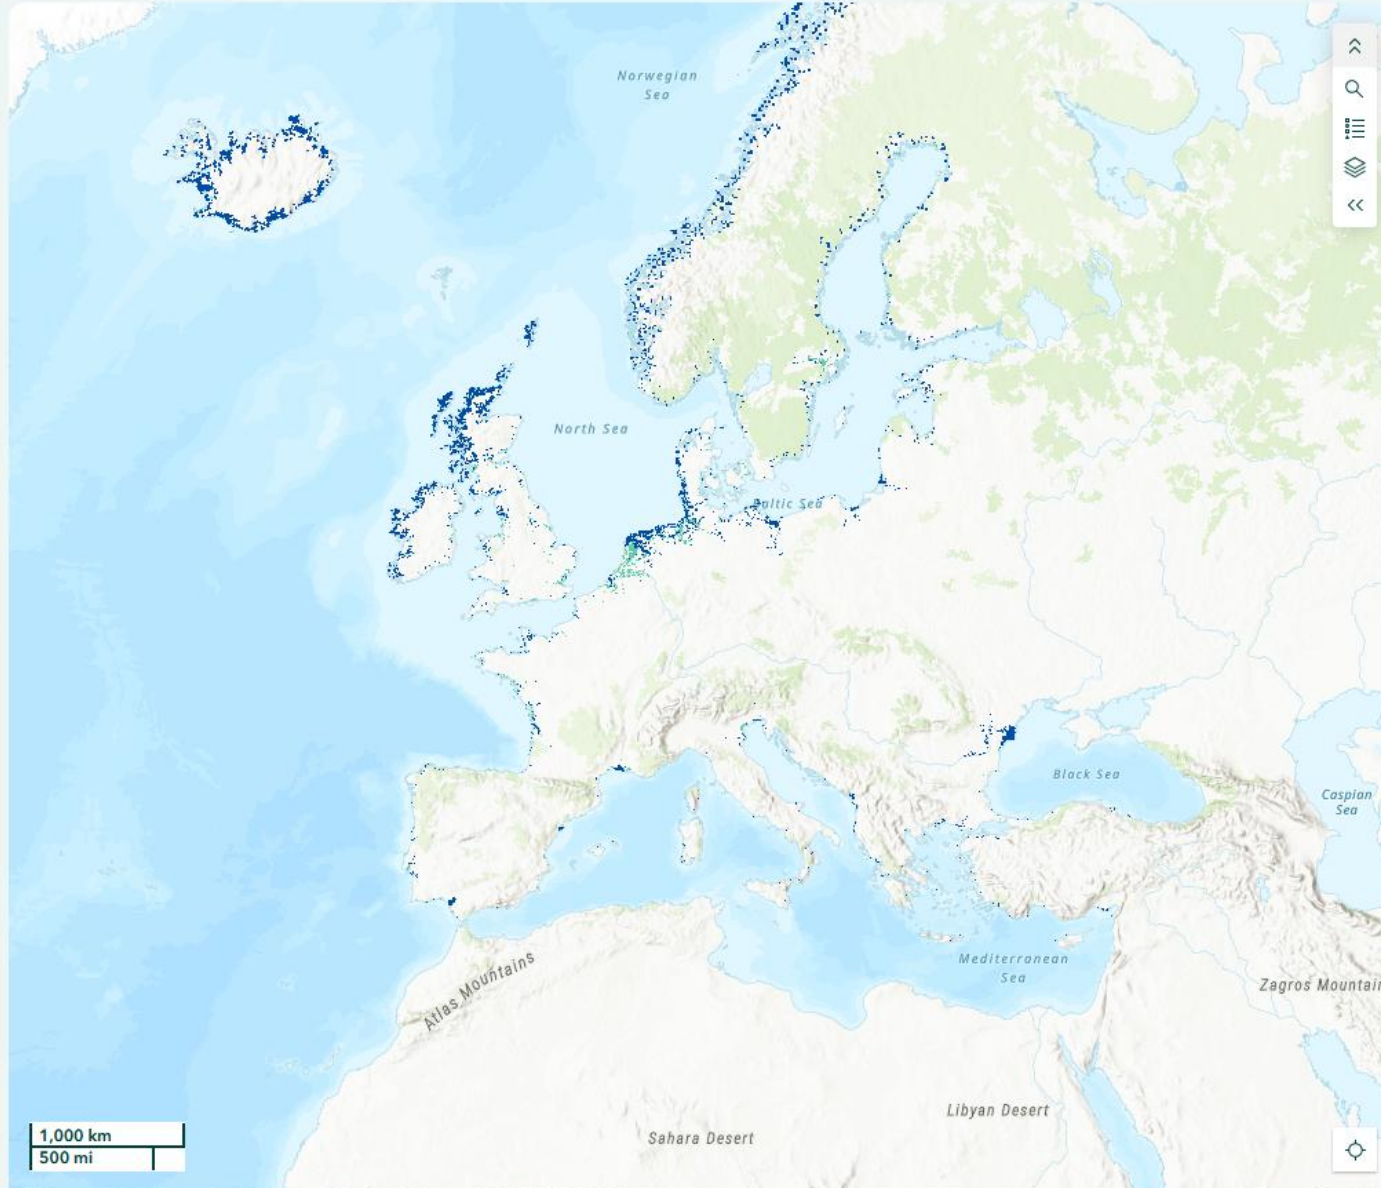 Norwegian
Sea
North Sea
Baltic Sea
Black Sea
Caspian
Sea
Mediterranean
Sea
Atlas Mountains
Zagros Mountai
Libyan Desert
Sahara Desert
1,000 km
500 mi